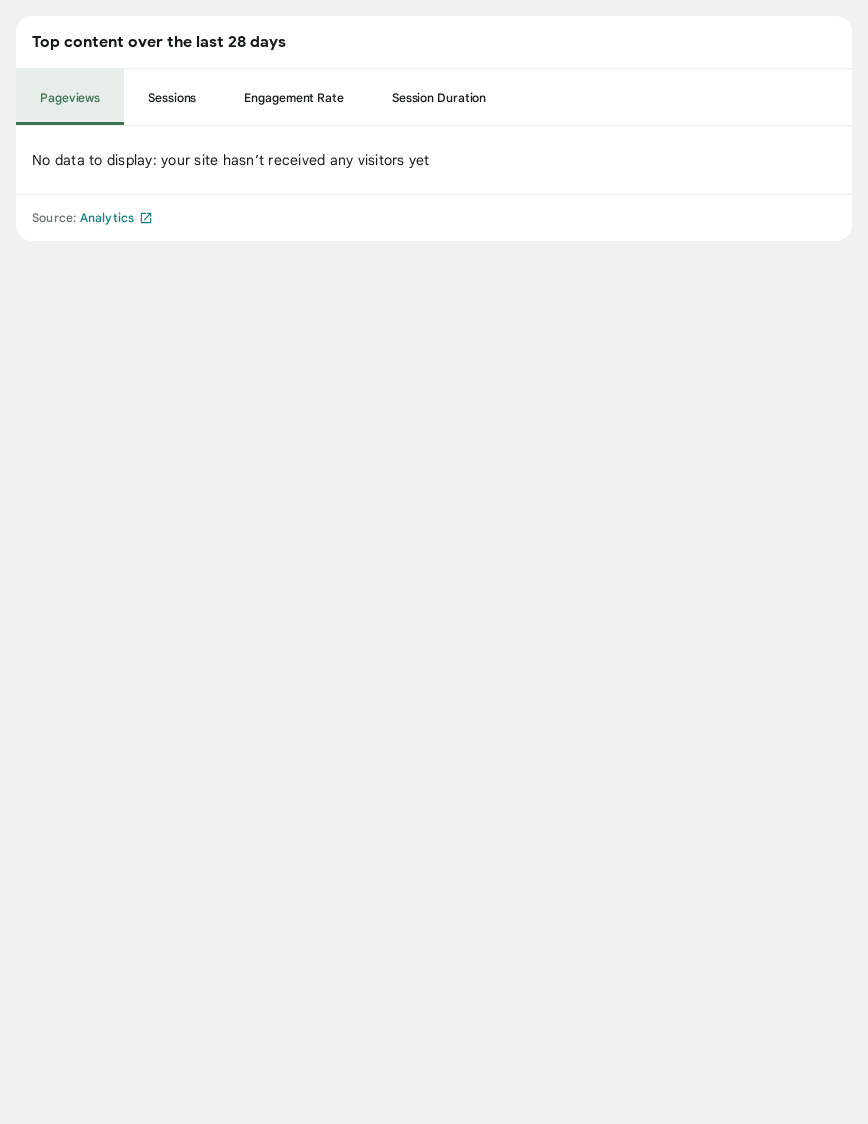 Top content over the last 28 days
Pageviews Sessions Engagement Rate Session Duration
No data to display: your site hasn’t received any visitors yet
Source: Analytics